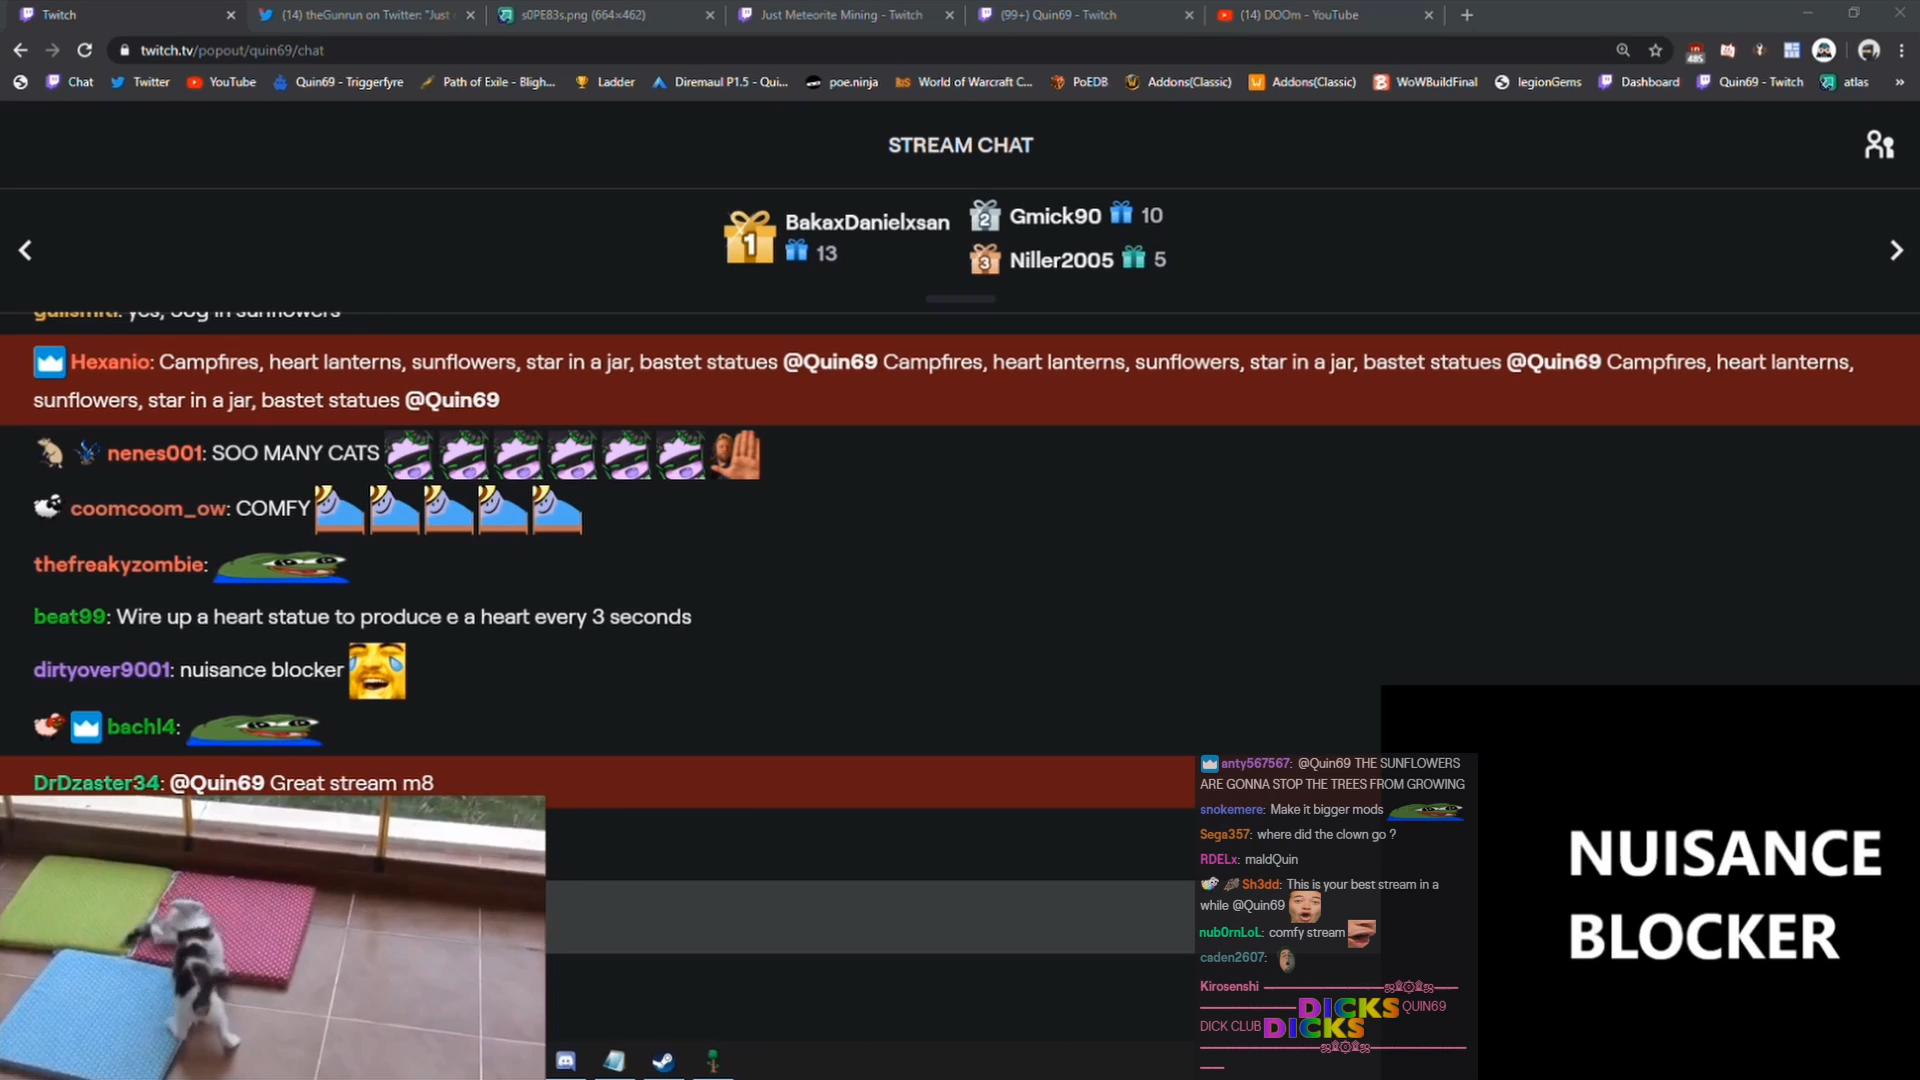 Twitch
(14) theGunrun on Twitter: "Just
s0PE83s.png (664×462)
Just Meteorite Mining - Twitch
(99+) Quin69 - Twitch
(14) DOOm - YouTube
twitch.tv/popout/quin69/chat
485
Chat
Twitter
YouTube
Quin69 - Triggerfyre
Path of Exile - Bligh...
Ladder
Diremaul P1.5 - Qui...
poe.ninja
World of Warcraft C...
PoEDB
Addons(Classic)
Addons(Classic)
WoWBuildFinal
legionGems
Dashboard
Quin69 - Twitch
atlas
STREAM CHAT
1 BakaxDanielxsan
13
2 Gmick90 10
3 Niller2005 5
Hexanio: Campfires, heart lanterns, sunflowers, star in a jar, bastet statues @Quin69 Campfires, heart lanterns, sunflowers, star in a jar, bastet statues @Quin69 Campfires, heart lanterns,
sunflowers, star in a jar, bastet statues @Quin69
nenes001: SOO MANY CATS
coomcoom_ow: COMFY
thefreakyzombie:
beat99: Wire up a heart statue to produce e a heart every 3 seconds
dirtyover9001: nuisance blocker
bachl4:
DrDzaster34: @Quin69 Great stream m8
anty567567: @Quin69 THE SUNFLOWERS
ARE GONNA STOP THE TREES FROM GROWING
snokemere: Make it bigger mods
Sega357: where did the clown go ?
RDELx: maldQuin
Sh3dd: This is your best stream in a
while @Quin69
nub0rnLoL: comfy stream
caden2607:
Kirosenshi
DICKS QUIN69
DICK CLUB DICKS
NUISANCE
BLOCKER